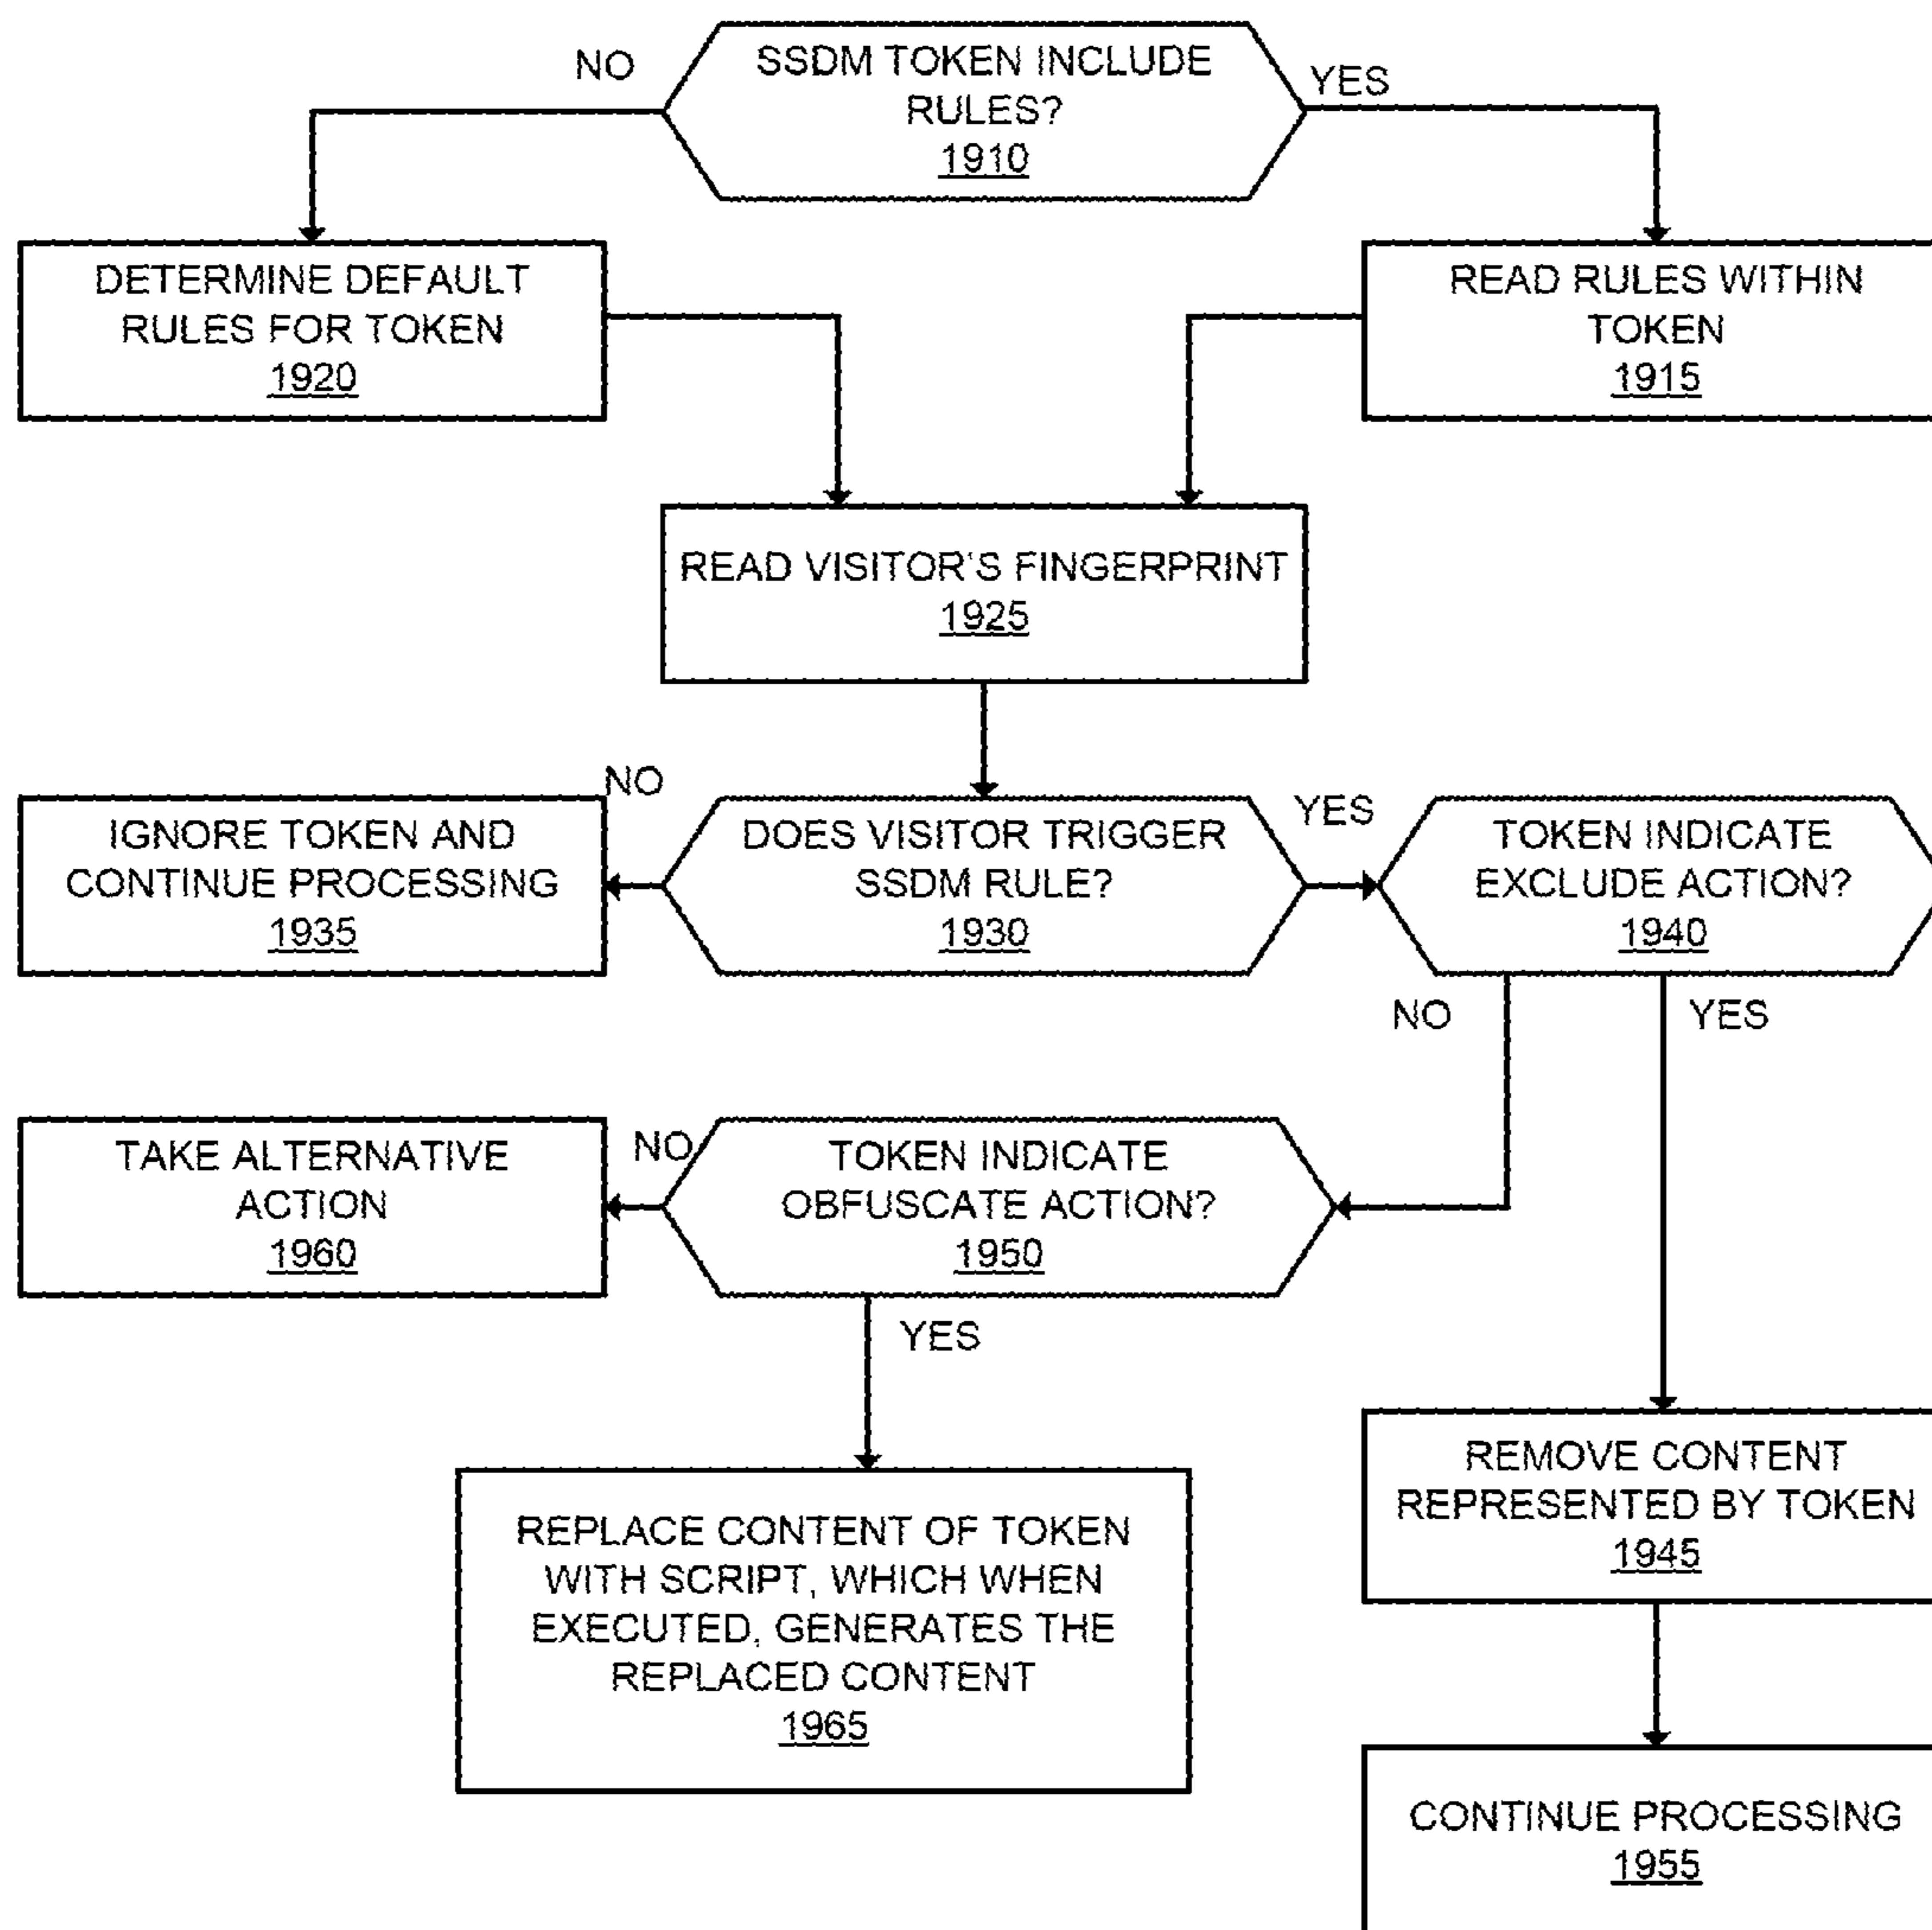 NO
SSDM TOKEN INCLUDE
RULES?
1910
YES
DETERMINE DEFAULT
RULES FOR TOKEN
1920
READ RULES WITHIN
TOKEN
1915
READ VISITOR'S FINGERPRINT
1925
NO
IGNORE TOKEN AND
CONTINUE PROCESSING
1935
DOES VISITOR TRIGGER
SSDM RULE?
1930
YES
TOKEN INDICATE
EXCLUDE ACTION?
1940
NO
YES
TAKE ALTERNATIVE
ACTION
1960
NO
TOKEN INDICATE
OBFUSCATE ACTION?
1950
YES
REPLACE CONTENT OF TOKEN
WITH SCRIPT, WHICH WHEN
EXECUTED, GENERATES THE
REPLACED CONTENT
1965
REMOVE CONTENT
REPRESENTED BY TOKEN
1945
CONTINUE PROCESSING
1955